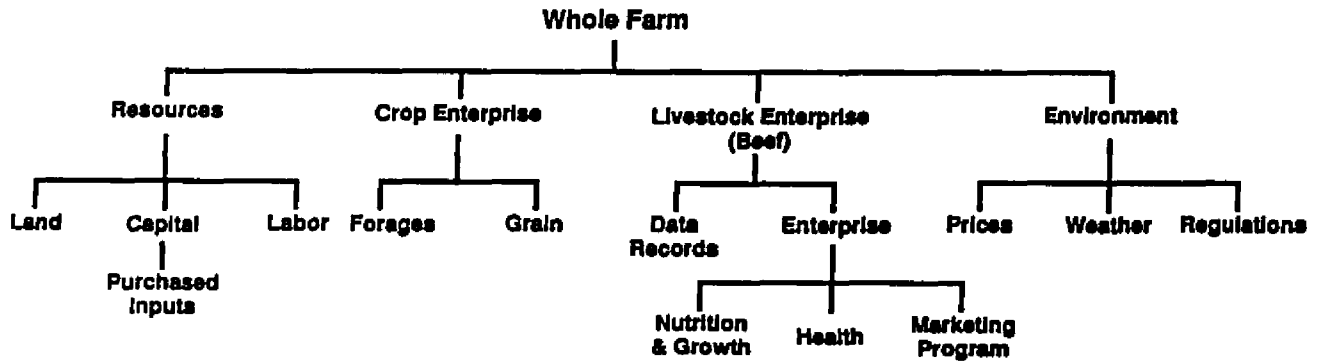 Whole Farm
Resources
Crop Enterprise
Livestock Enterprise
(Beef)
Environment
Land
Capital
Labor
Forages
Grain
Data
Records
Enterprise
Prices
Weather
Regulations
Purchased
Inputs
Nutrition
& Growth
Health
Marketing
Program